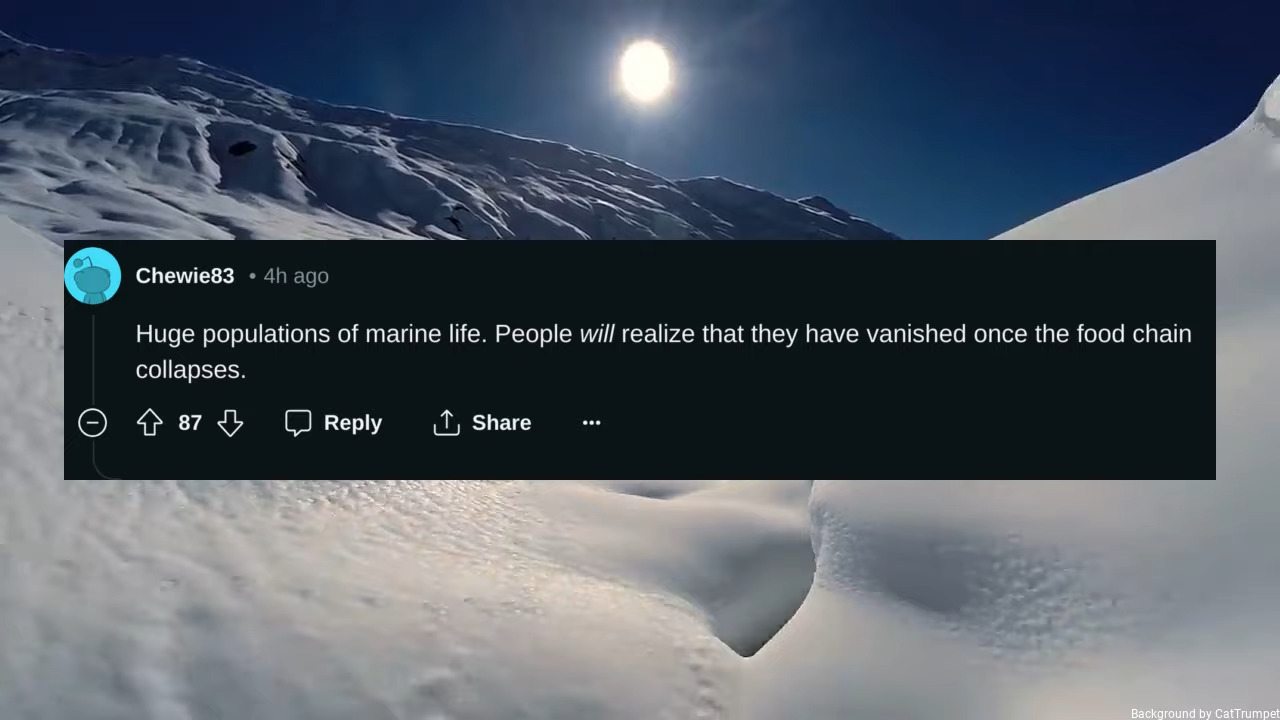 Chewie83 • 4h ago
Huge populations of marine life. People will realize that they have vanished once the food chain
collapses.
87 Reply Share ...
Background by CatTrumpet